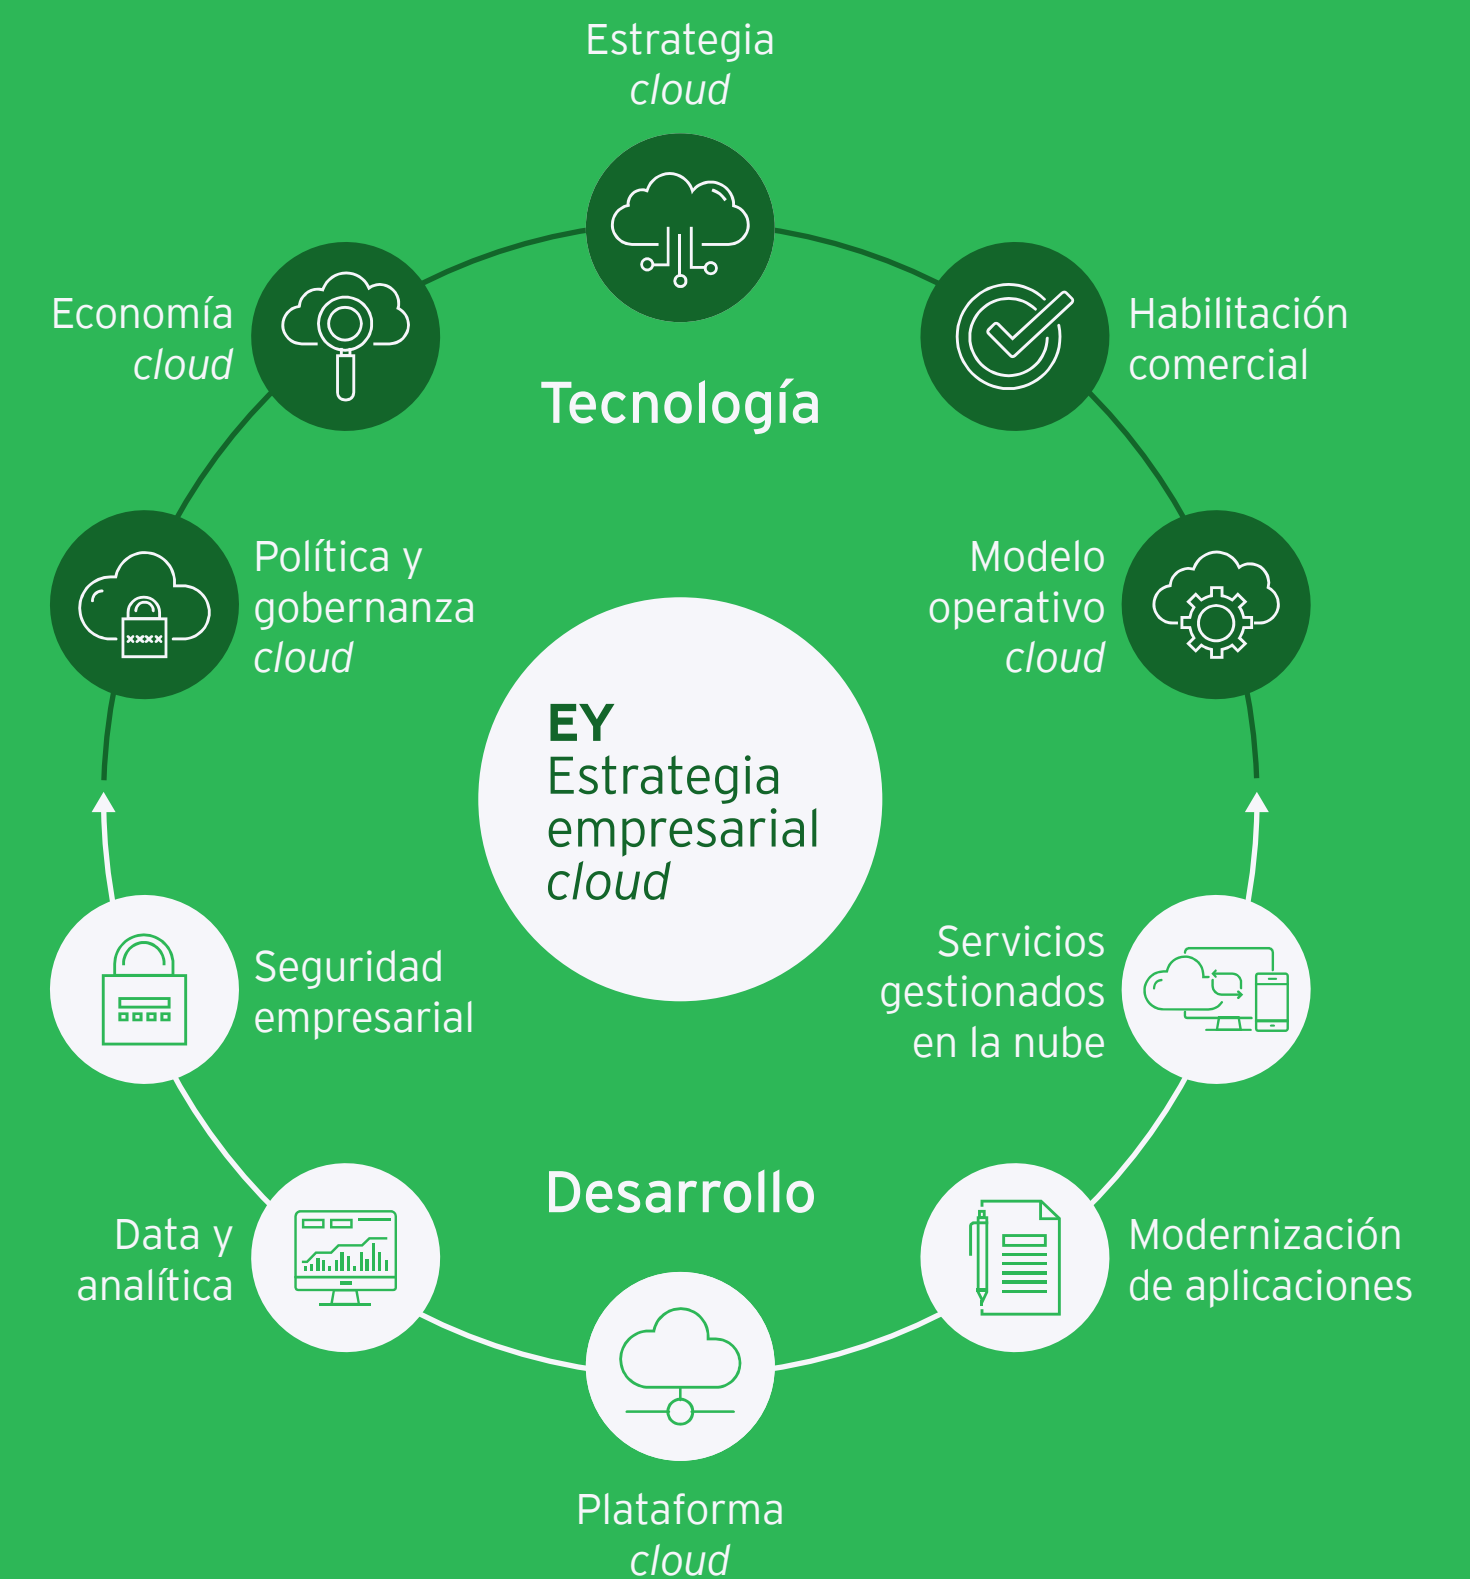 Estrategia
cloud
Economía
cloud
Habilitación
comercial
Tecnología
Política y
gobernanza
cloud
Modelo
operativo
cloud
EY
Estrategia
empresarial
cloud
Seguridad
empresarial
Servicios
gestionados
en la nube
Desarrollo
Data y
analítica
Modernización
de aplicaciones
Plataforma
cloud
xxxx